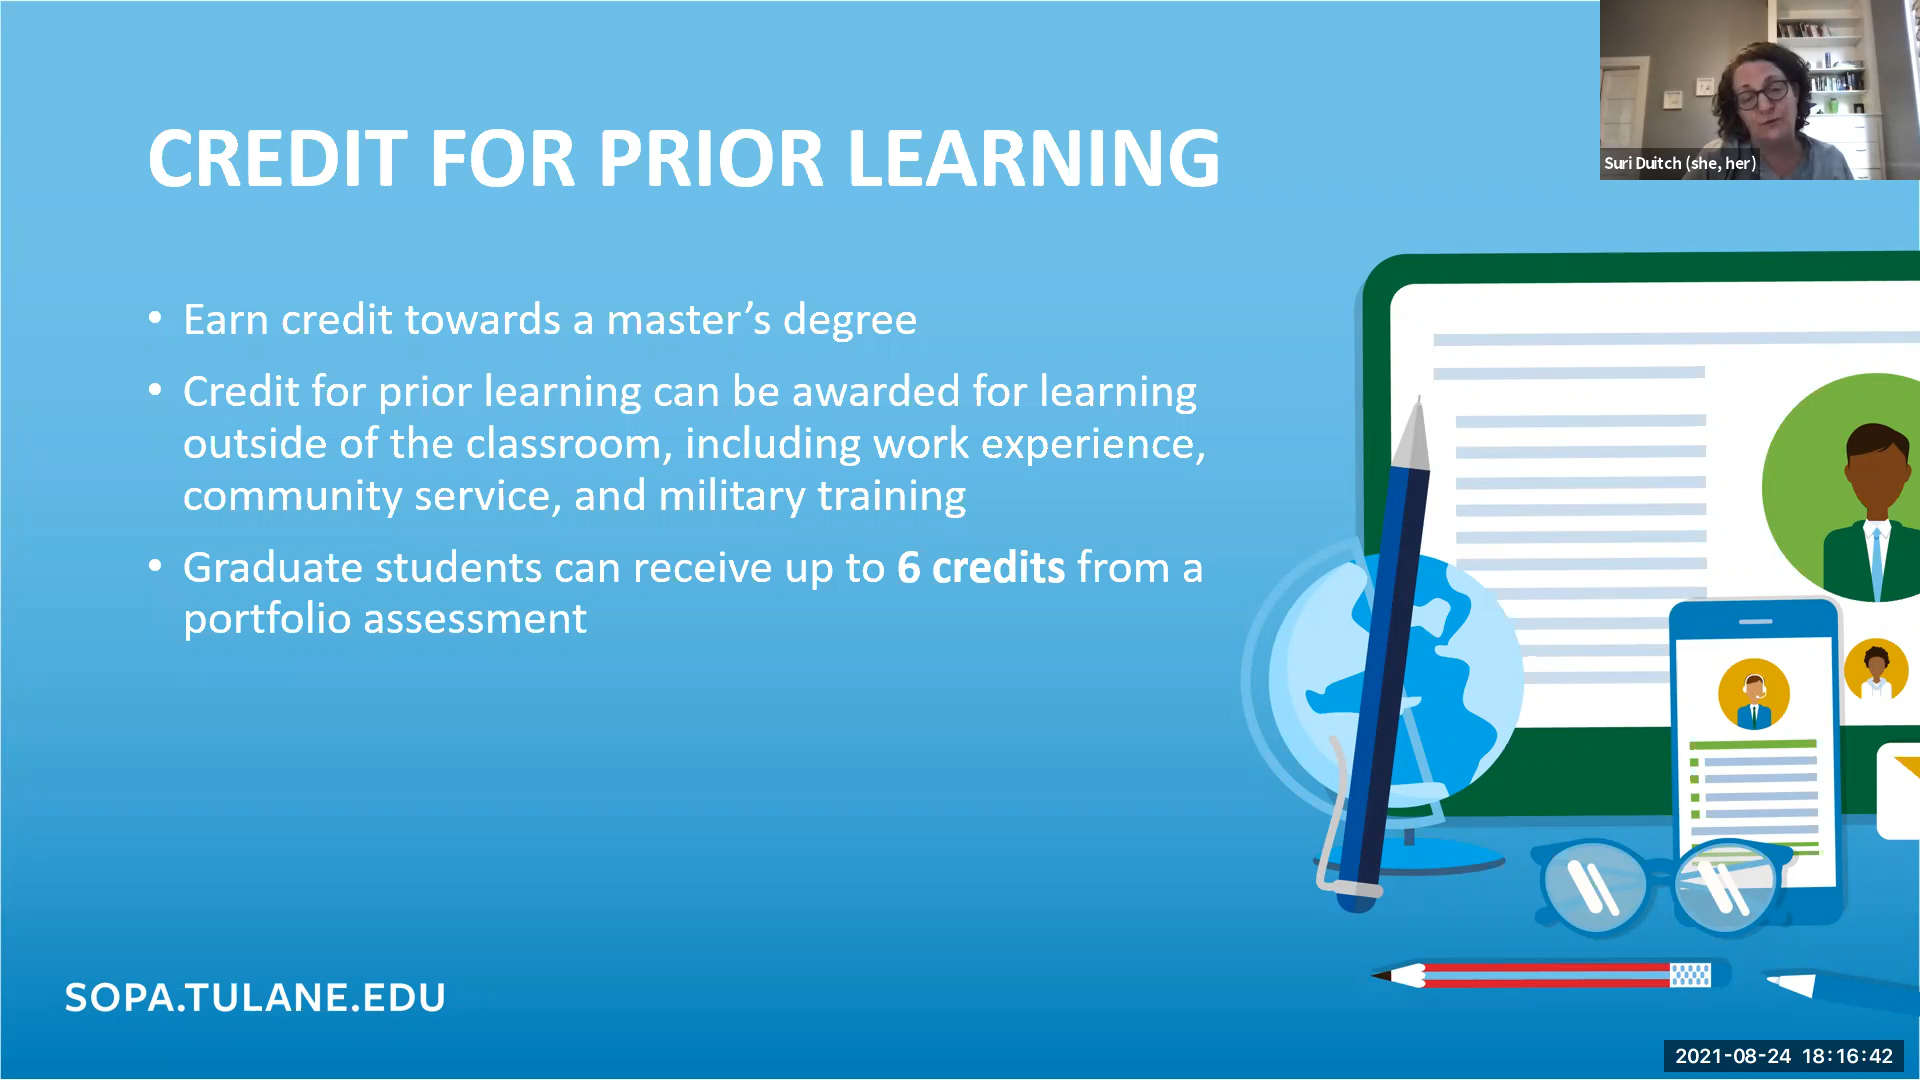 Suri Duitch (she, her)
CREDIT FOR PRIOR LEARNING
• Earn credit towards a master’s degree
• Credit for prior learning can be awarded for learning
outside of the classroom, including work experience,
community service, and military training
• Graduate students can receive up to 6 credits from a
portfolio assessment
SOPA.TULANE.EDU
2021-08-24 18:16:42